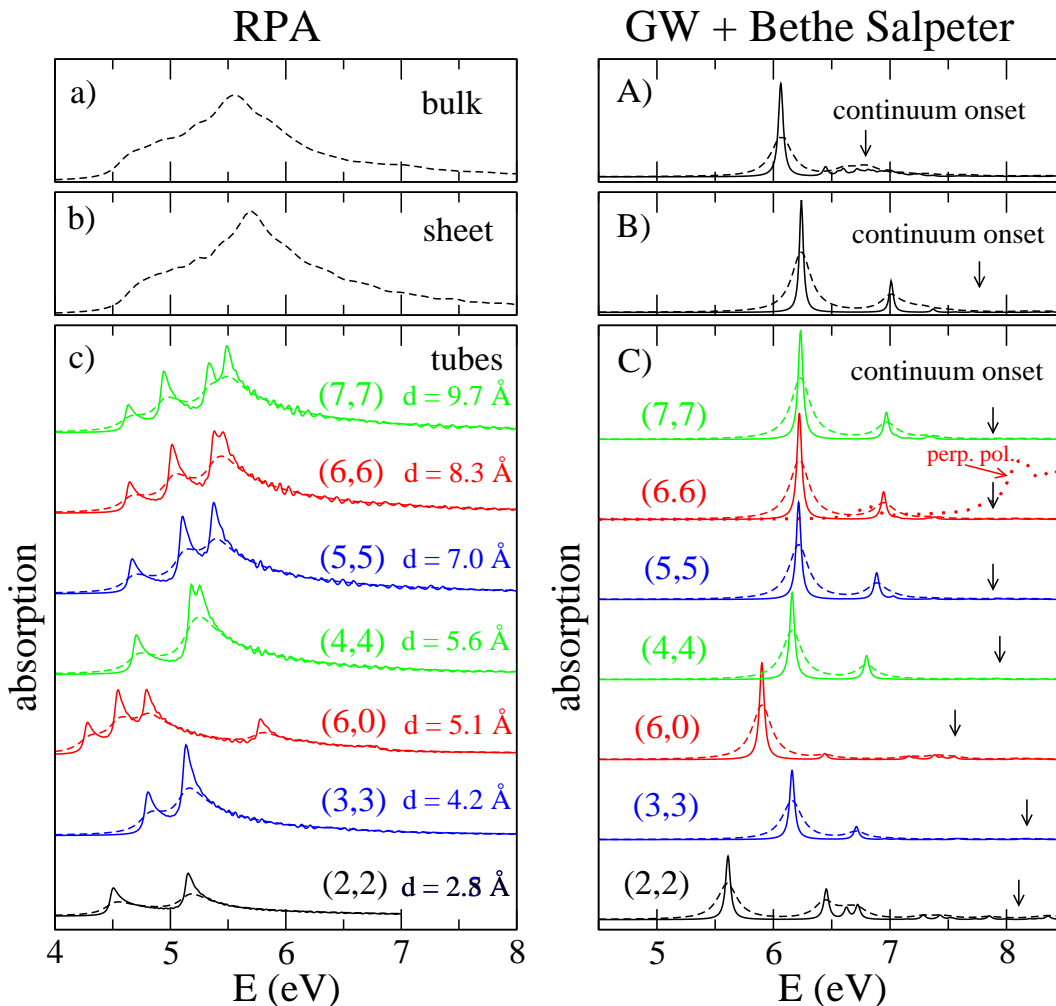 RPA
GW + Bethe Salpeter
a)
bulk
b)
sheet
c)
tubes
(7,7) d = 9.7 Å
(6,6) d = 8.3 Å
(5,5) d = 7.0 Å
(4,4) d = 5.6 Å
(6,0) d = 5.1 Å
(3,3) d = 4.2 Å
(2,2) d = 2.8 Å
absorption
4 5 6 7 8
E (eV)
A)
continuum onset
B)
continuum onset
C)
continuum onset
(7,7)
perp. pol.
(6.6)
(5,5)
(4,4)
(6,0)
(3,3)
(2,2)
absorption
5 6 7 8
E (eV)